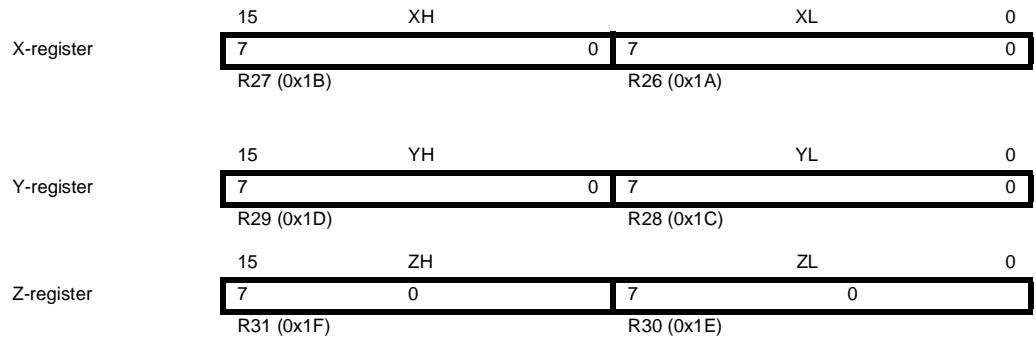 15 XH XL 0
X-register 7 0 7 0
R27 (0x1B) R26 (0x1A)
15 YH YL 0
Y-register 7 0 7 0
R29 (0x1D) R28 (0x1C)
15 ZH ZL 0
Z-register 7 0 7 0
R31 (0x1F) R30 (0x1E)